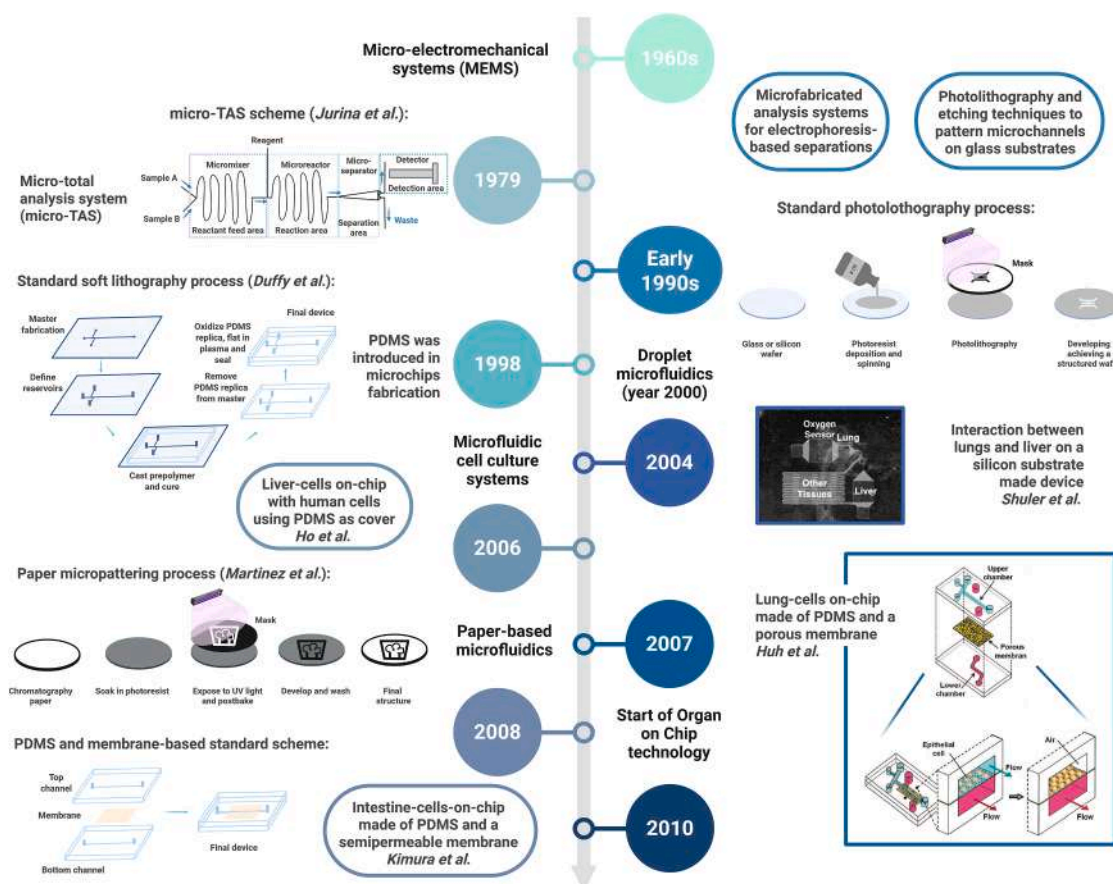 Micro-electromechanical
systems (MEMS)
1960s
Microfabricated
analysis systems
for electrophoesis-
based separations
Photolithography and
etching techniques to
pattern microchannels
on glass substrates
micro-TAS scheme (Jurina et al.):
Reagent
Sample A
Sample B
Micromixer
Reactant feed area
Microreactor
Reaction area
Micro-
separator
Separation
area
Detector
Detection area
Waste
Micro-total
analysis system
(micro-TAS)
1979
Standard photolothography process:
Early
1990s
Mask
Glass or silicon
wafer
Photoresist
deposition and
spinning
Photolithography
Developing
achieving a
structured waf
Standard soft lithography process (Duffy et al.):
Master
fabrication
Define
reservoirs
Cast prepolymer
and cure
Remove
PDMS replica
from master
Oxidize PDMS
replica, flat in
plasma and
seal
Final device
PDMS was
introduced in
microchips
fabrication
1998
Droplet
microfluidics
(year 2000)
Microfluidic
cell culture
systems
2004
Oxygen
Sensor
Lung
Other
Tissues
Liver
Interaction between
lungs and liver on a
silicon substrate
made device
Shuler et al.
Liver-cells on-chip
with human cells
using PDMS as cover
Ho et al.
2006
Paper micropattering process (Martinez et al.):
Mask
Chromatography
paper
Soak in photoresist
Expose to UV light
and postbake
Develop and wash
Final
structure
Paper-based
microfluidics
2007
Lung-cells on-chip
made of PDMS and a
porous membrane
Huh et al.
Upper
chamber
Porous
membran
Lower
chamber
Epithelial
cell
Flow
Flow
Air
Flow
2008
Start of Organ
on Chip
technology
PDMS and membrane-based standard scheme:
Top
channel
Membrane
Bottom channel
Final device
Intestine-cells-on-chip
made of PDMS and a
semipermeable membrane
Kimura et al.
2010